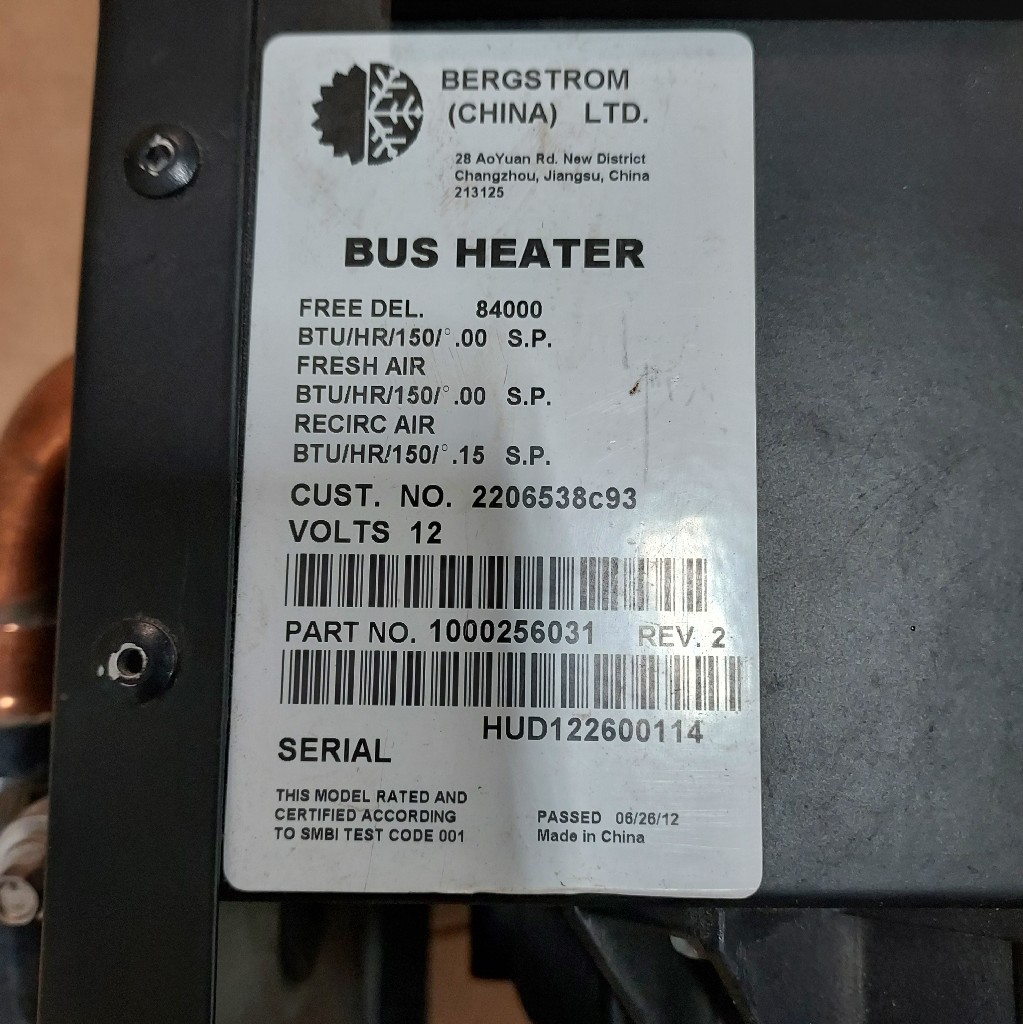 BERGSTROM
(CHINA) LTD.
28 AoYuan Rd. New District
Changzhou, Jiangsu, China
213125
BUS HEATER
FREE DEL. 84000
BTU/HR/150/°.00 S.P.
FRESH AIR
BTU/HR/150/°.00 S.P.
RECIRC AIR
BTU/HR/150/°.15 S.P.
CUST. NO. 2206538c93
VOLTS 12
PART NO. 1000256031 REV. 2
HUD122600114
SERIAL
THIS MODEL RATED AND
CERTIFIED ACCORDING
TO SMBI TEST CODE 001
PASSED 06/26/12
Made in China